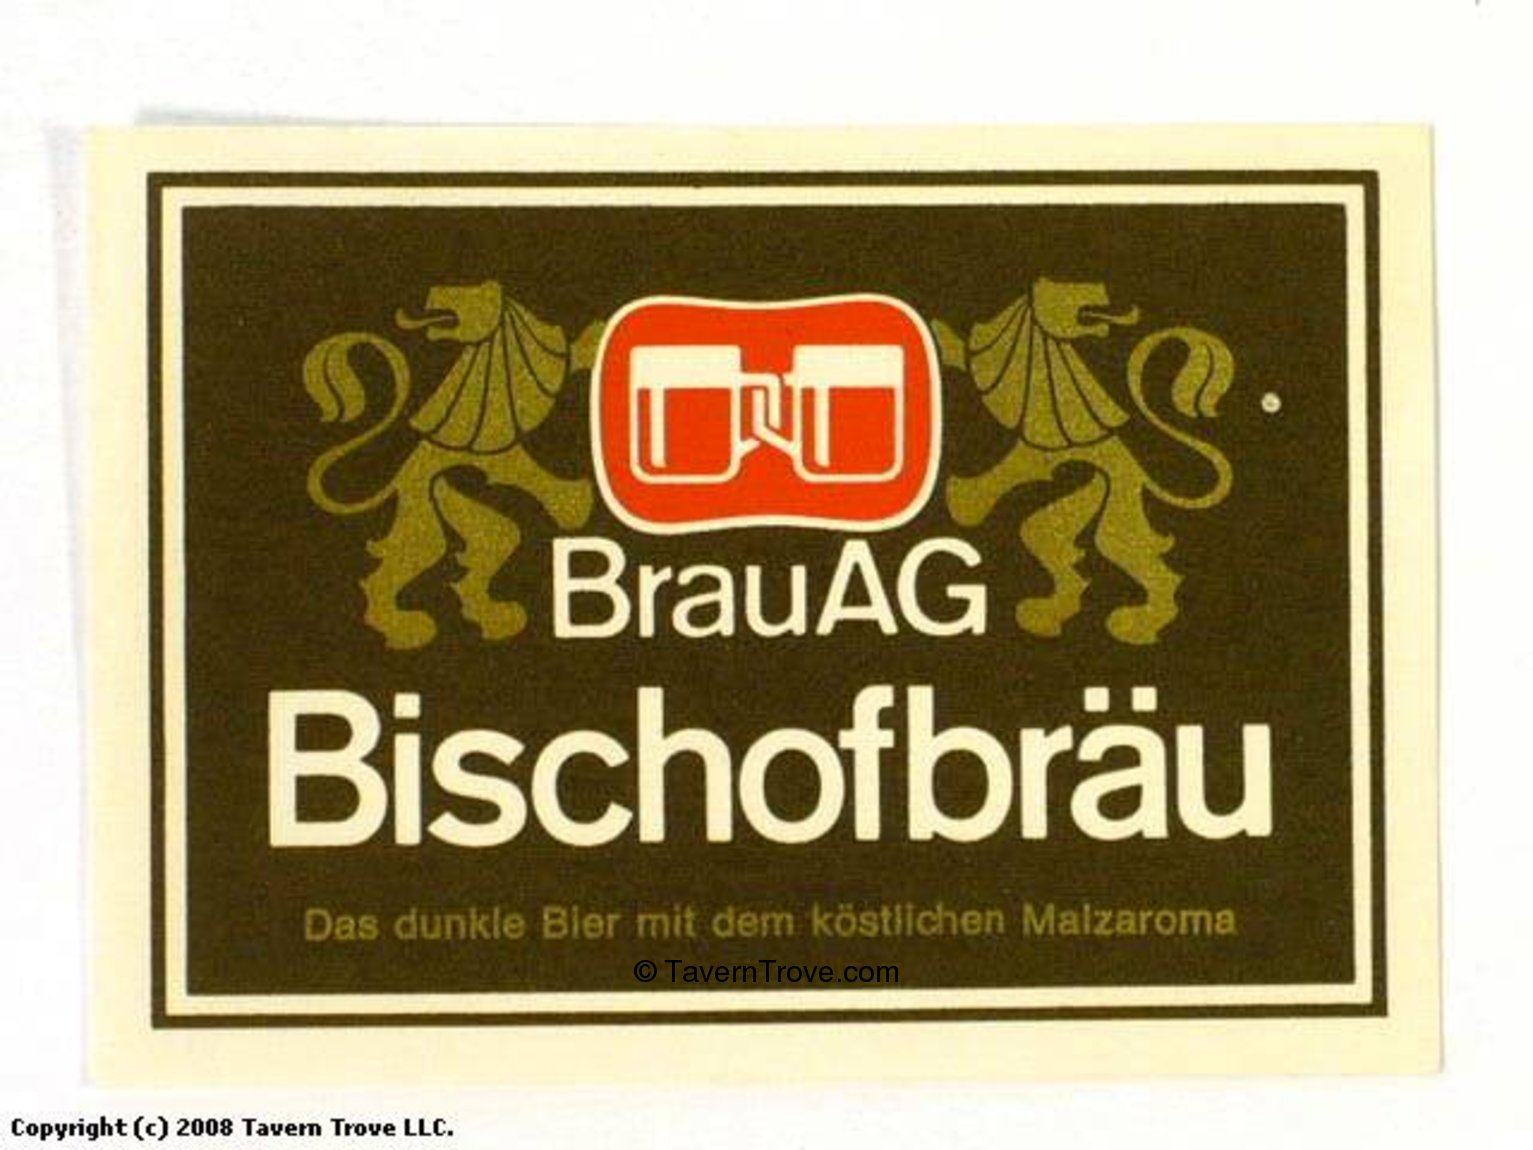 BrauAG
Bischofbräu
Das dunkle Bier mit dem köstlichen Malzaroma
© TavernTrove.com
Copyright (c) 2008 Tavern Trove LLC.